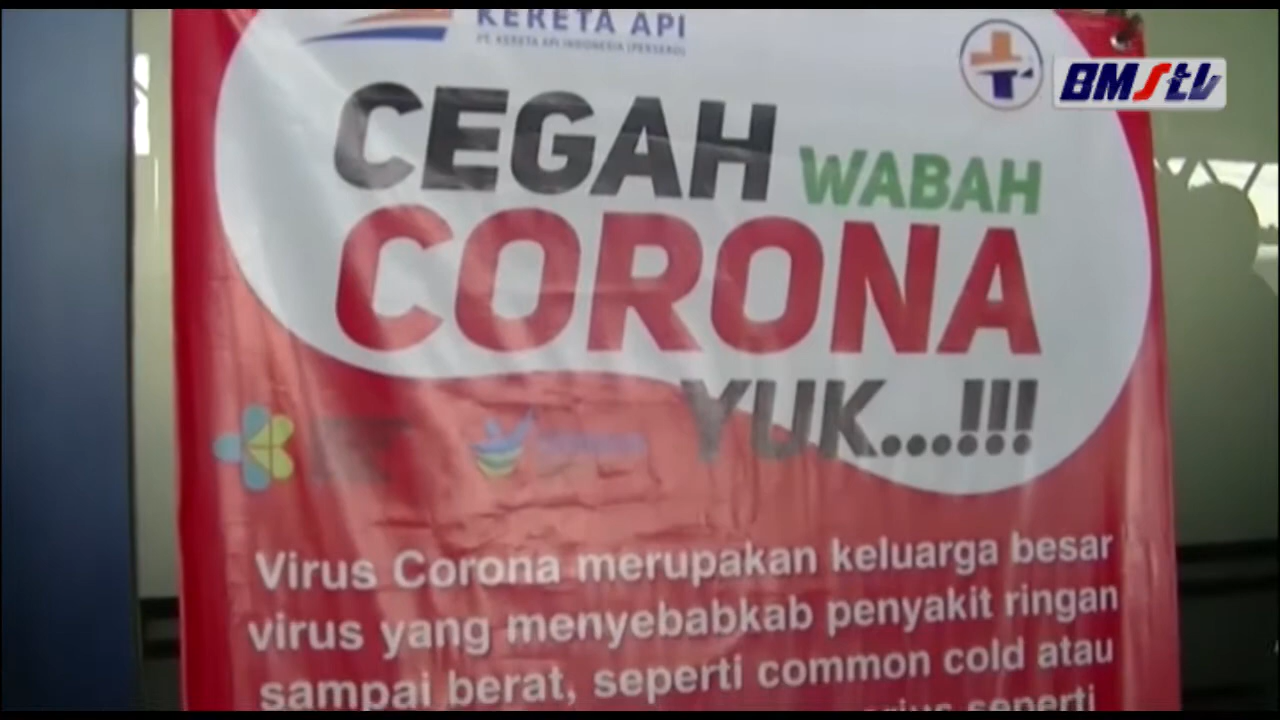 KERETA API
PT. KERETA API INDONESIA (PERSERO)
BMStv
CEGAH WABAH
CORONA
YUK...!!!
Virus Corona merupakan keluarga besar
virus yang menyebabkab penyakit ringan
sampai berat, seperti common cold atau
seperti